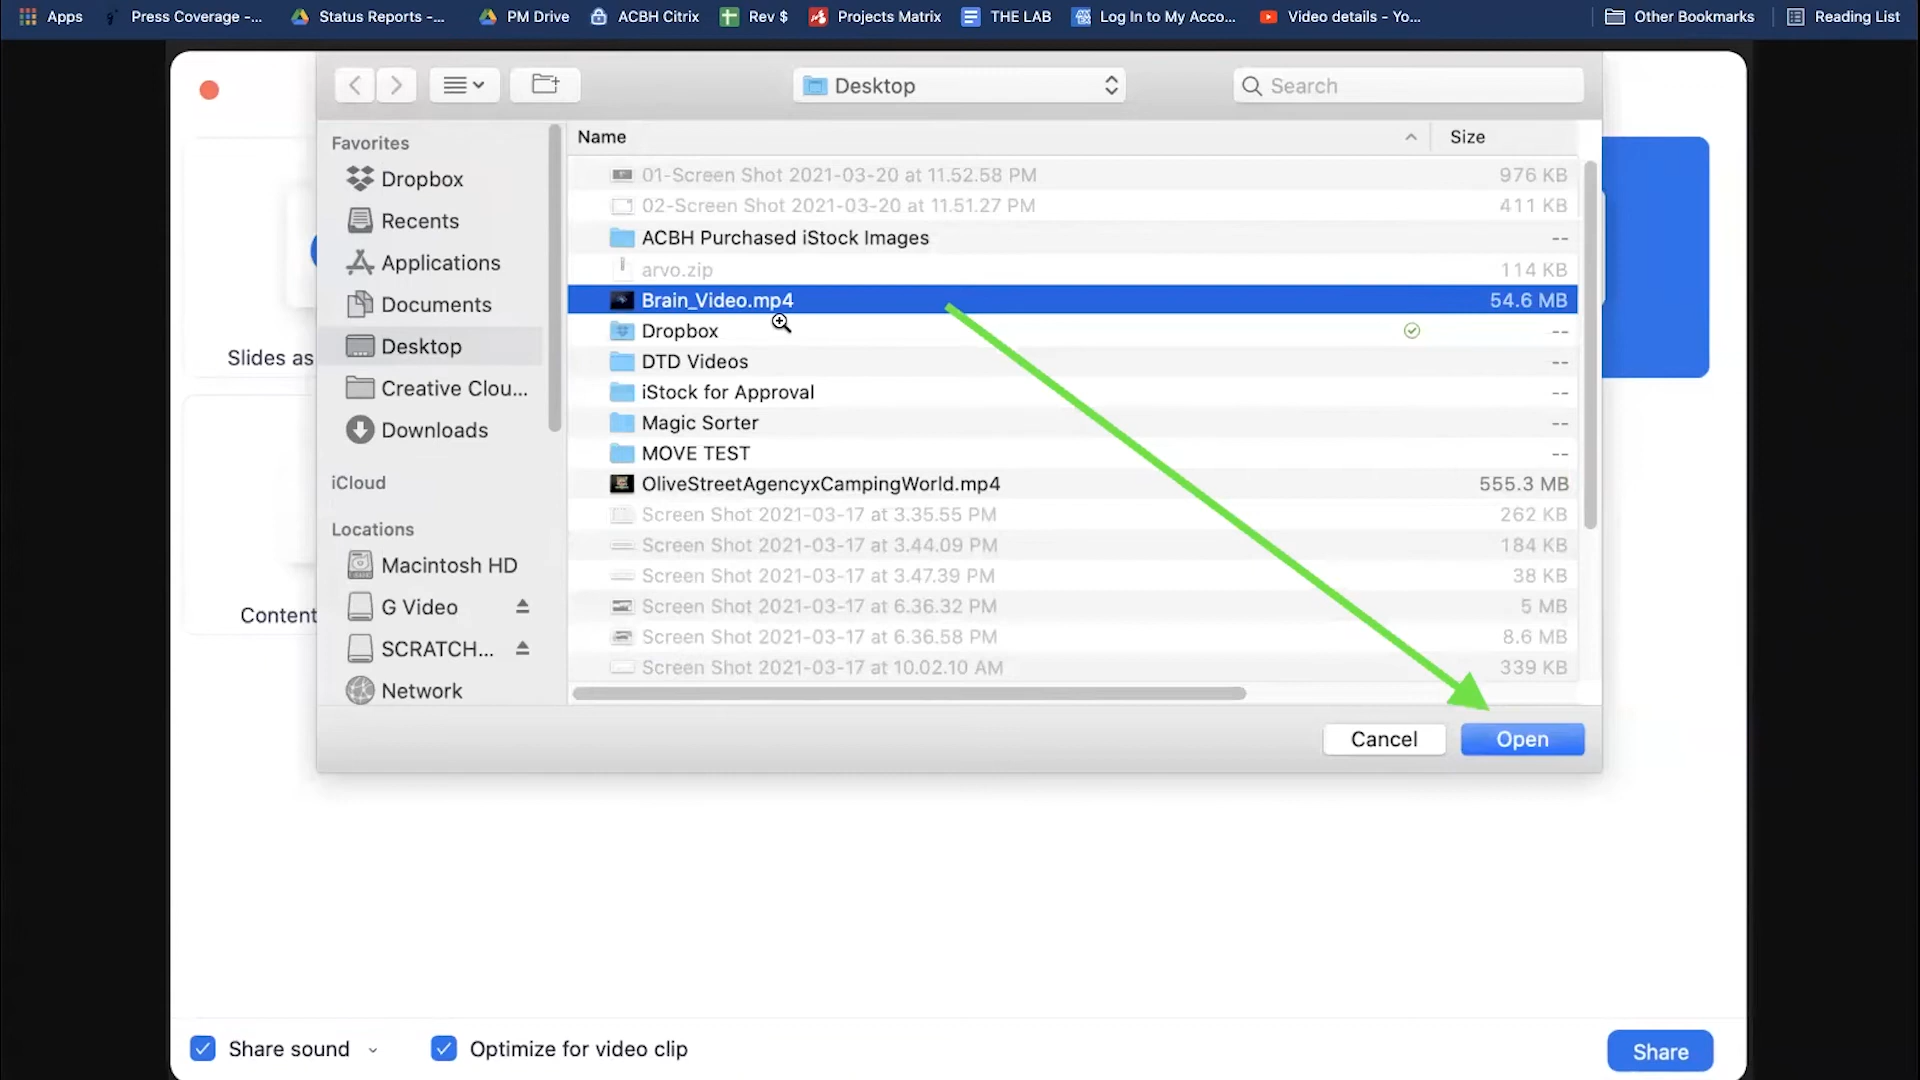 Apps
Press Coverage -...
Status Reports -...
PM Drive
ACBH Citrix
Rev $
Projects Matrix
THE LAB
Log In to My Acco...
Video details - Yo...
Other Bookmarks
Reading List
Desktop
Search
Favorites
Dropbox
Recents
Applications
Documents
Desktop
Creative Clou...
Downloads
iCloud
Locations
Macintosh HD
G Video
SCRATCH...
Network
Name
Size
01-Screen Shot 2021-03-20 at 11.52.58 PM 976 KB
02-Screen Shot 2021-03-20 at 11.51.27 PM 411 KB
ACBH Purchased iStock Images --
arvo.zip 114 KB
Brain_Video.mp4 54.6 MB
Dropbox --
DTD Videos --
iStock for Approval --
Magic Sorter --
MOVE TEST --
OliveStreetAgencyxCampingWorld.mp4 555.3 MB
Screen Shot 2021-03-17 at 3.35.55 PM 262 KB
Screen Shot 2021-03-17 at 3.44.09 PM 184 KB
Screen Shot 2021-03-17 at 3.47.39 PM 38 KB
Screen Shot 2021-03-17 at 6.36.32 PM 5 MB
Screen Shot 2021-03-17 at 6.36.58 PM 8.6 MB
Screen Shot 2021-03-17 at 10.02.10 AM 339 KB
Cancel
Open
Slides as
Content
Share sound
Optimize for video clip
Share